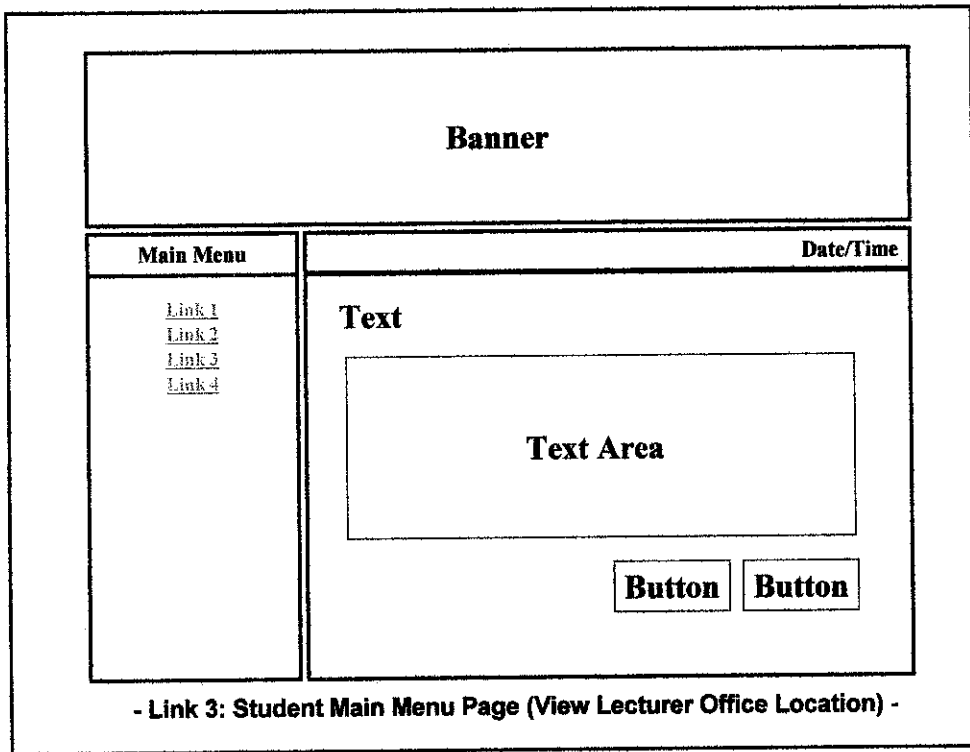 Banner
Main Menu
Link 1
Link 2
Link 3
Link 4
Date/Time
Text
Text Area
Button Button
- Link 3: Student Main Menu Page (View Lecturer Office Location) -